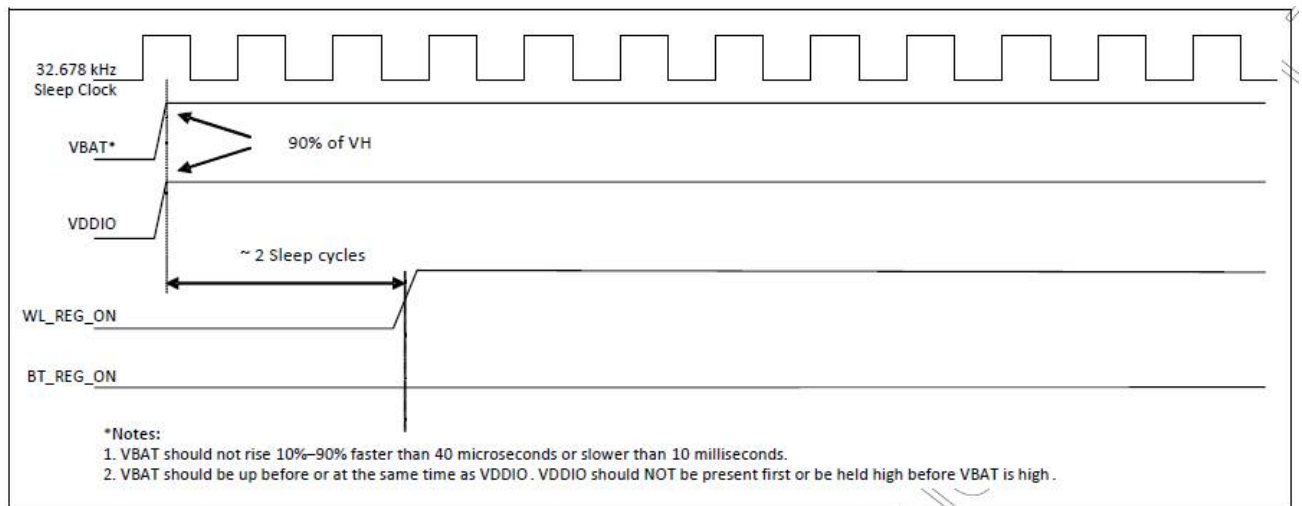 32.678 kHz
Sleep Clock
VBAT*
90% of VH
VDDIO
~ 2 Sleep cycles
WL_REG_ON
BT_REG_ON
*Notes:
1. VBAT should not rise 10%–90% faster than 40 microseconds or slower than 10 milliseconds.
2. VBAT should be up before or at the same time as VDDIO. VDDIO should NOT be present first or be held high before VBAT is high.